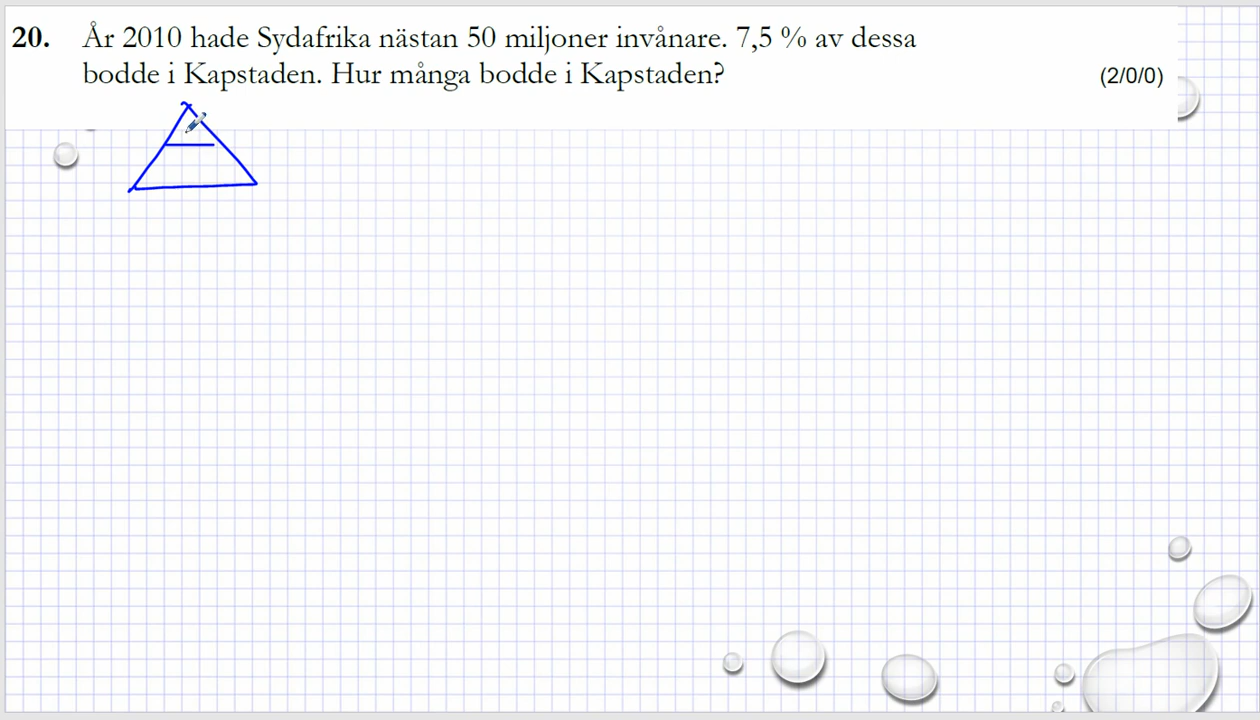 20. År 2010 hade Sydafrika nästan 50 miljoner invånare. 7,5 % av dessa
bodde i Kapstaden. Hur många bodde i Kapstaden? (2/0/0)